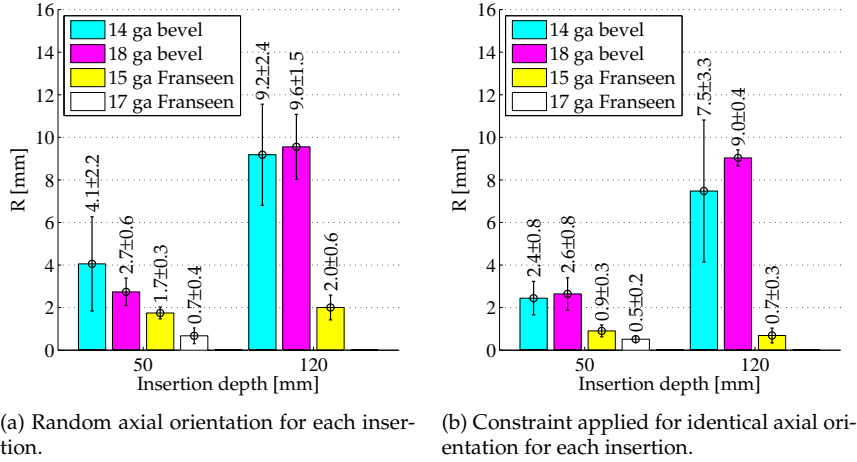 16
14
12
10
8
6
4
2
0
R [mm]
14 ga bevel
18 ga bevel
15 ga Franseen
17 ga Franseen
4.1±2.2
2.7±0.6
1.7±0.3
0.7±0.4
9.2±2.4
9.6±1.5
2.0±0.6
50
120
Insertion depth [mm]
(a) Random axial orientation for each inser-
tion.
16
14
12
10
8
6
4
2
0
R [mm]
14 ga bevel
18 ga bevel
15 ga Franseen
17 ga Franseen
2.4±0.8
2.6±0.8
0.9±0.3
0.5±0.2
7.5±3.3
9.0±0.4
0.7±0.3
50
120
Insertion depth [mm]
(b) Constraint applied for identical axial ori-
entation for each insertion.